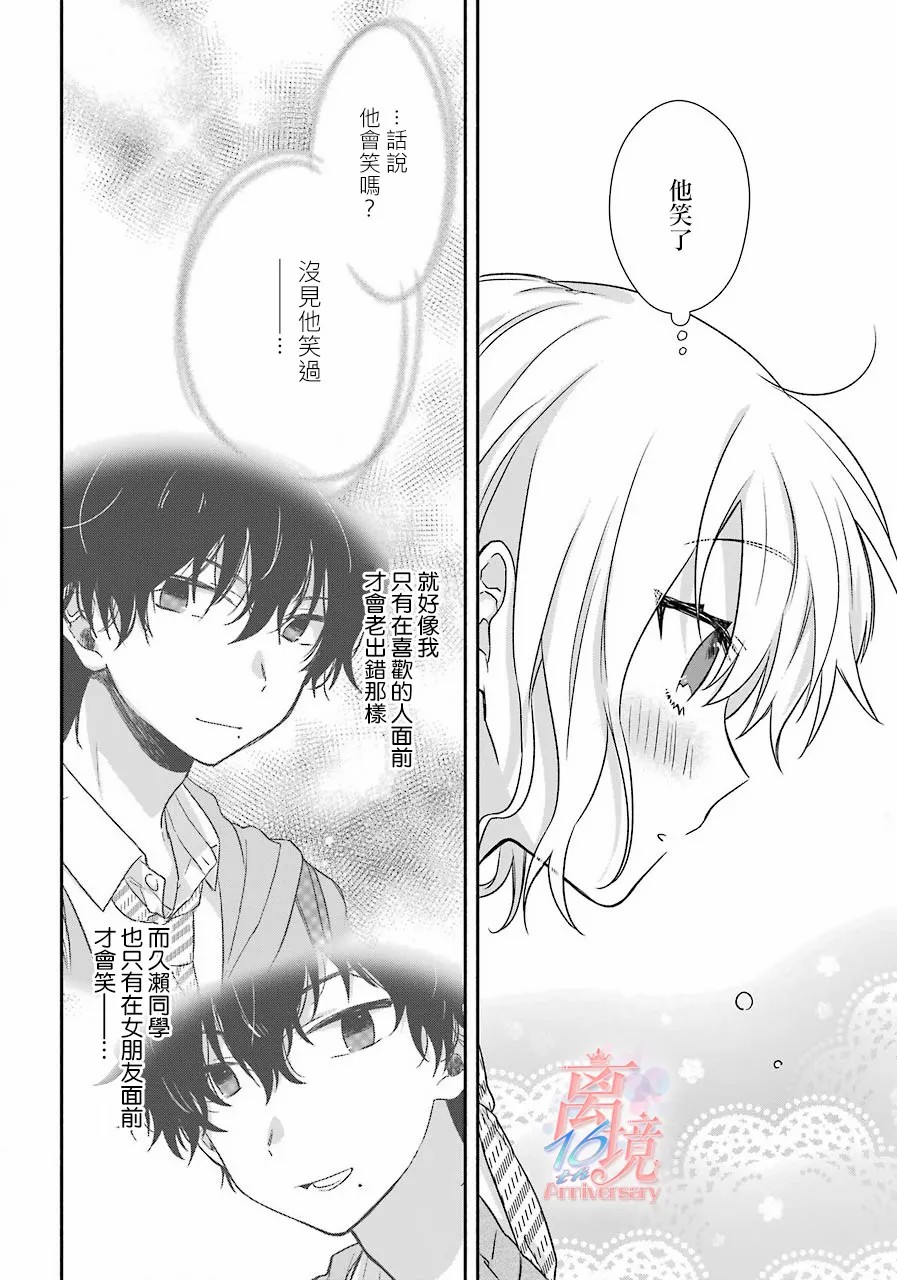 他笑了
…話說
他會笑嗎?
沒見他笑過
——…
就好像我
只有在喜歡的人面前
才會老出錯那樣
而久瀨同學
也只有在女朋友面前
才會笑——…
离境
16th
Anniversary